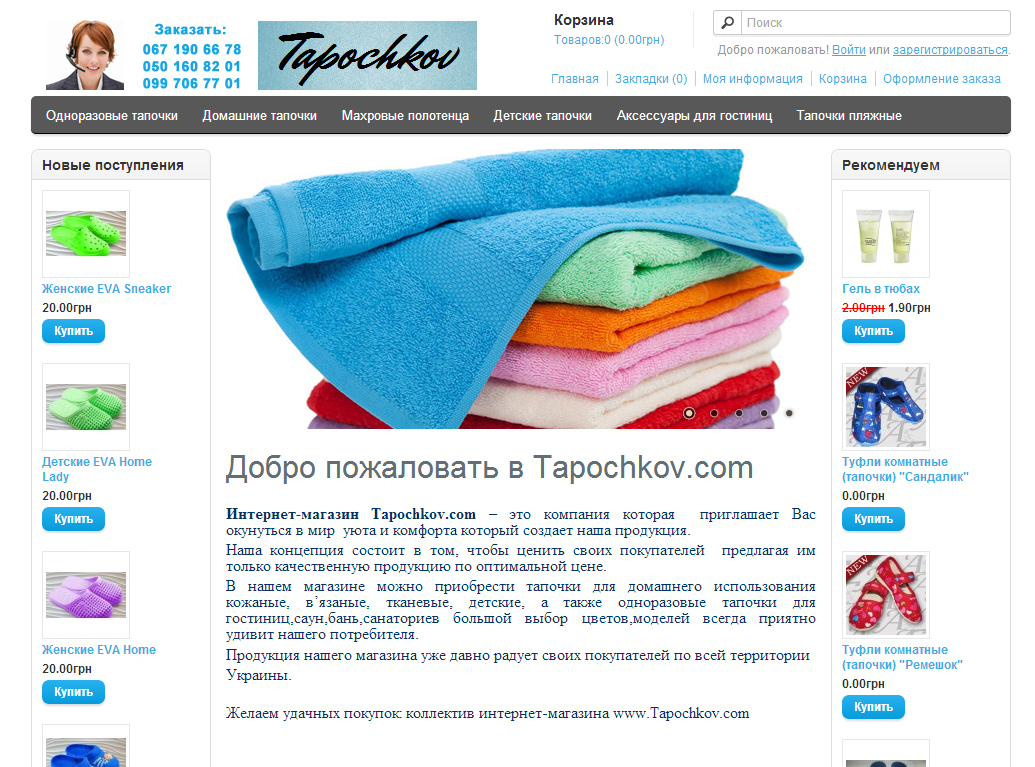 Заказать:
067 190 66 78
050 160 82 01
099 706 77 01
Tapochkov
Корзина
Товаров:0 (0.00грн)
Поиск
Добро пожаловать! Войти или зарегистрироваться.
Главная Закладки (0) Моя информация Корзина Оформление заказа
Одноразовые тапочки Домашние тапочки Махровые полотенца Детские тапочки Аксессуары для гостиниц Тапочки пляжные
Новые поступления
Женские EVA Sneaker
20.00грн
Купить
Детские EVA Home
Lady
20.00грн
Купить
Женские EVA Home
20.00грн
Купить
Добро пожаловать в Tapochkov.com
Интернет-магазин Tapochkov.com – это компания которая приглашает Вас
окунуться в мир уюта и комфорта который создает наша продукция.
Наша концепция состоит в том, чтобы ценить своих покупателей предлагая им
только качественную продукцию по оптимальной цене.
В нашем магазине можно приобрести тапочки для домашнего использования
кожаные, в’язаные, тканевые, детские, а также одноразовые тапочки для
гостиниц,саун,бань,санаториев большой выбор цветов,моделей всегда приятно
удивит нашего потребителя.
Продукция нашего магазина уже давно радует своих покупателей по всей территории
Украины.
Желаем удачных покупок: коллектив интернет-магазина www.Tapochkov.com
Рекомендуем
Гель в тюбах
2.00грн 1.90грн
Купить
NEW
Туфли комнатные
(тапочки) "Сандалик"
0.00грн
Купить
NEW
Туфли комнатные
(тапочки) "Ремешок"
0.00грн
Купить